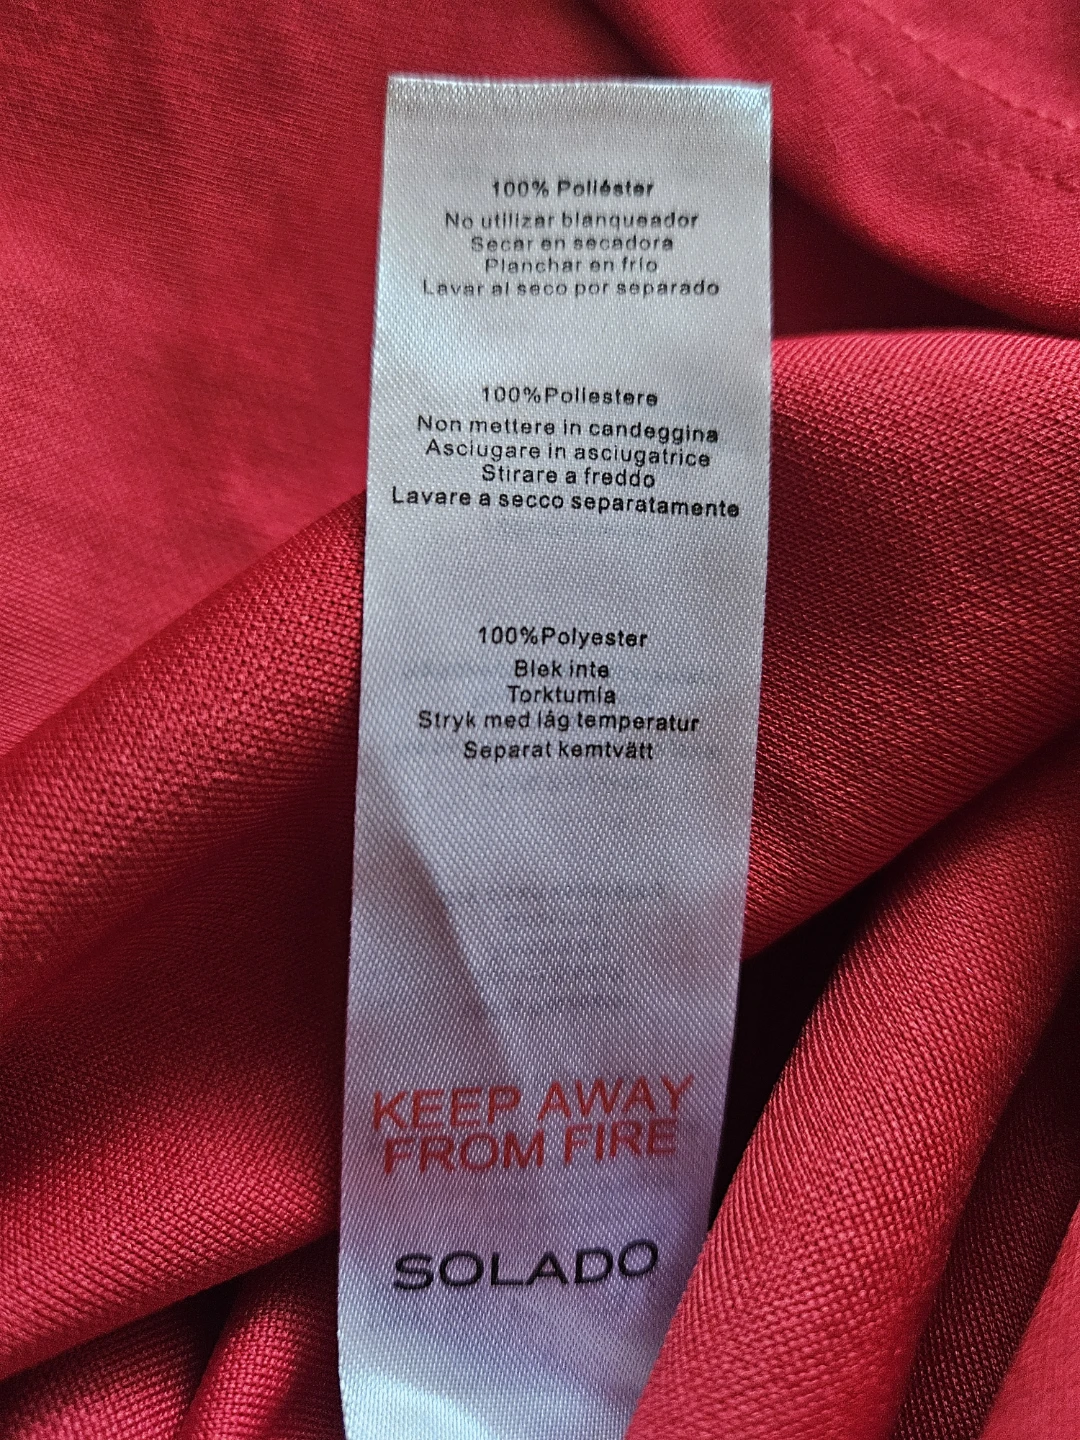 100% Poliéster
No utilizar blanqueador
Secar en secadora
Planchar en frío
Lavar al seco por separado
100%Poliestere
Non mettere in candeggina
Asciugare in asciugatrice
Stirare a freddo
Lavare a secco separatamente
100%Polyester
Blek inte
Torktumla
Stryk med låg temperatur
Separat kemtvätt
KEEP AWAY
FROM FIRE
SOLADO